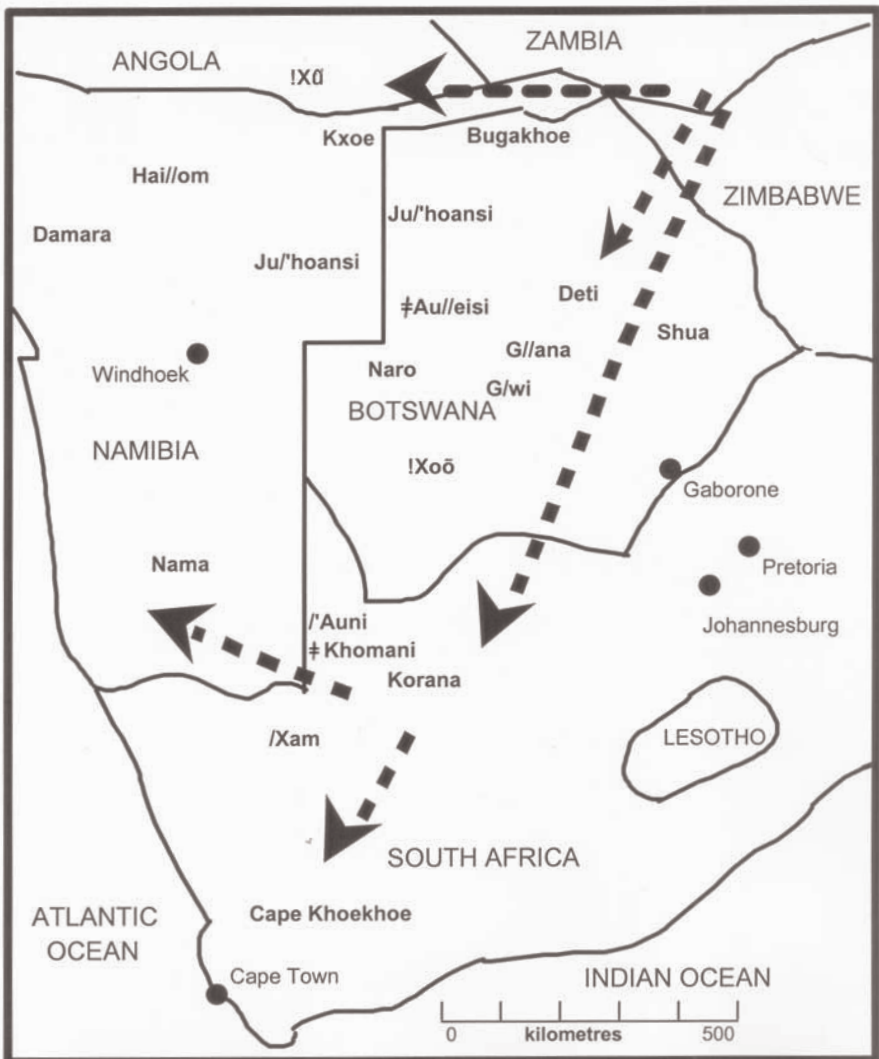 ZAMBIA
ANGOLA
!Xũ
Kxoe
Bugakhoe
Hai//om
ZIMBABWE
Ju/'hoansi
Damara
Ju/'hoansi
Deti
ǂAu//eisi
Shua
G//ana
Windhoek
Naro
G/wi
BOTSWANA
NAMIBIA
!Xoõ
Gaborone
Nama
Pretoria
/'Auni
Johannesburg
ǂKhomani
Korana
/Xam
LESOTHO
SOUTH AFRICA
Cape Khoekhoe
ATLANTIC
OCEAN
Cape Town
INDIAN OCEAN
0 kilometres 500